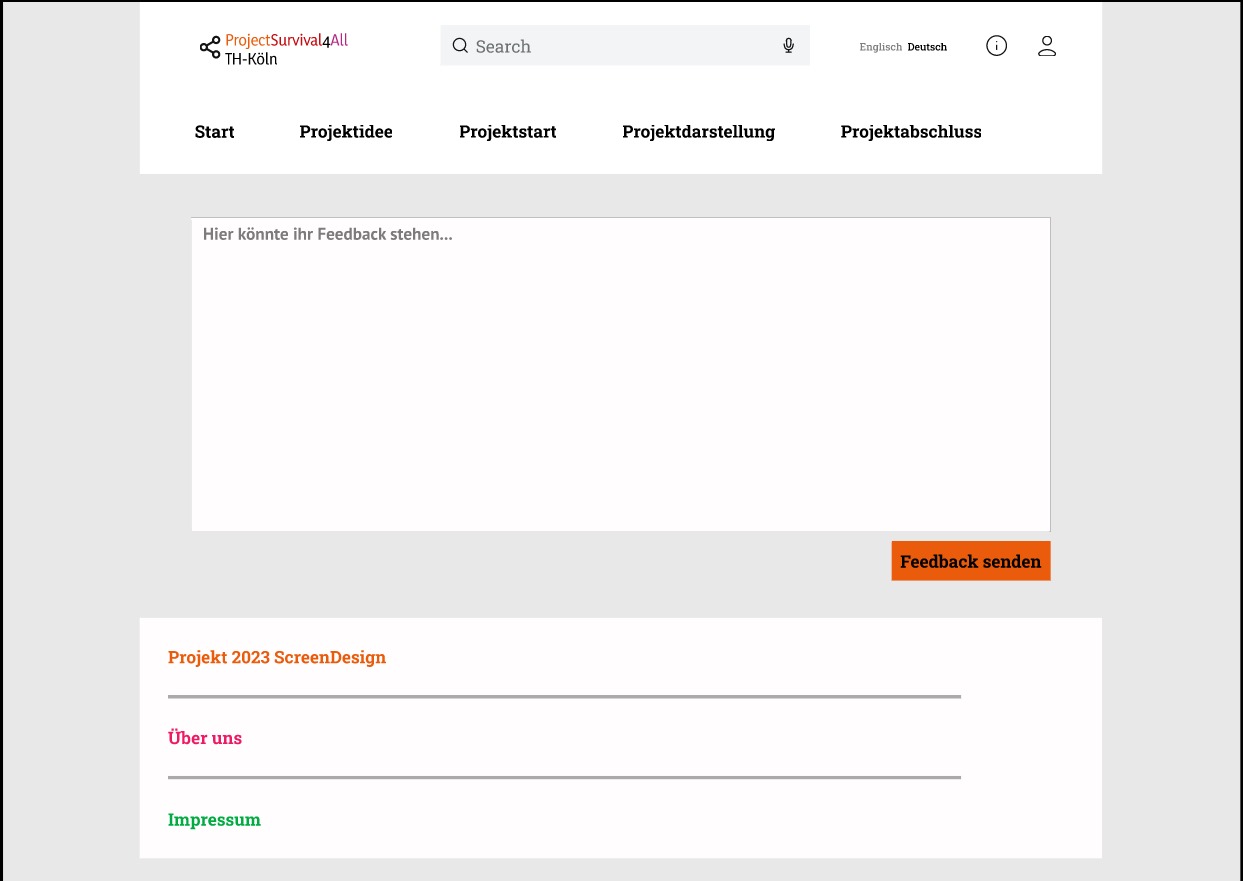 ProjectSurvival4All
TH-Köln
Search
Englisch Deutsch
Start Projektidee Projektstart Projektdarstellung Projektabschluss
Hier könnte ihr Feedback stehen...
Feedback senden
Projekt 2023 ScreenDesign
Über uns
Impressum